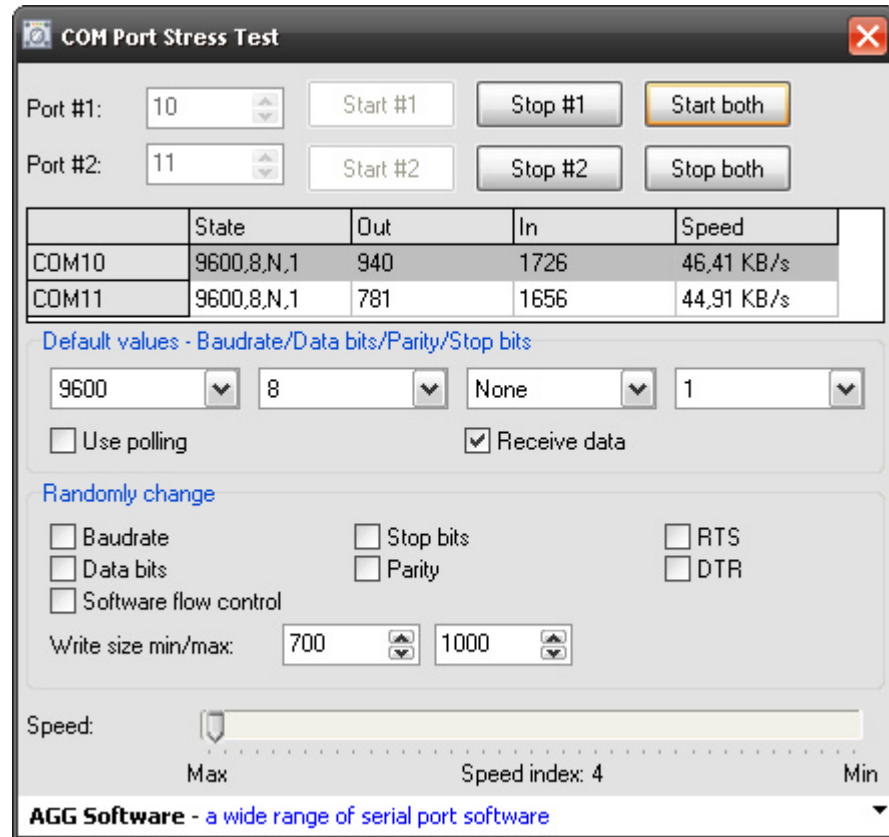 COM Port Stress Test
Port #1: 10 Start #1 Stop #1 Start both
Port #2: 11 Start #2 Stop #2 Stop both
State Out In Speed
COM10 9600,8,N,1 940 1726 46,41 KB/s
COM11 9600,8,N,1 781 1656 44,91 KB/s
Default values - Baudrate/Data bits/Parity/Stop bits
9600 8 None 1
Use polling Receive data
Randomly change
Baudrate Stop bits RTS
Data bits Parity DTR
Software flow control
Write size min/max: 700 1000
Speed:
Max Speed index: 4 Min
AGG Software - a wide range of serial port software